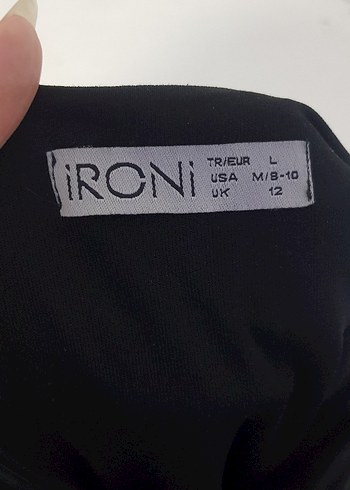 iRONi
TR/EUR L
USA M/8-10
UK 12